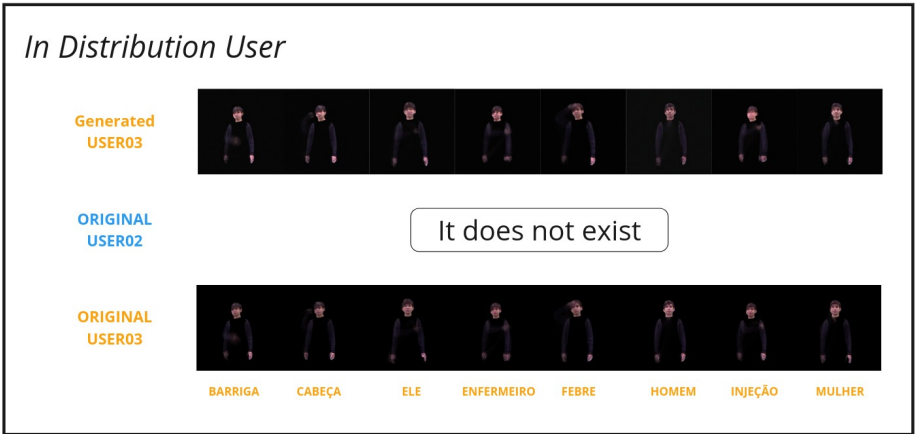 In Distribution User
Generated
USER03
ORIGINAL
USER02
It does not exist
ORIGINAL
USER03
BARRIGA CABEÇA ELE ENFERMEIRO FEBRE HOMEM INJEÇÃO MULHER